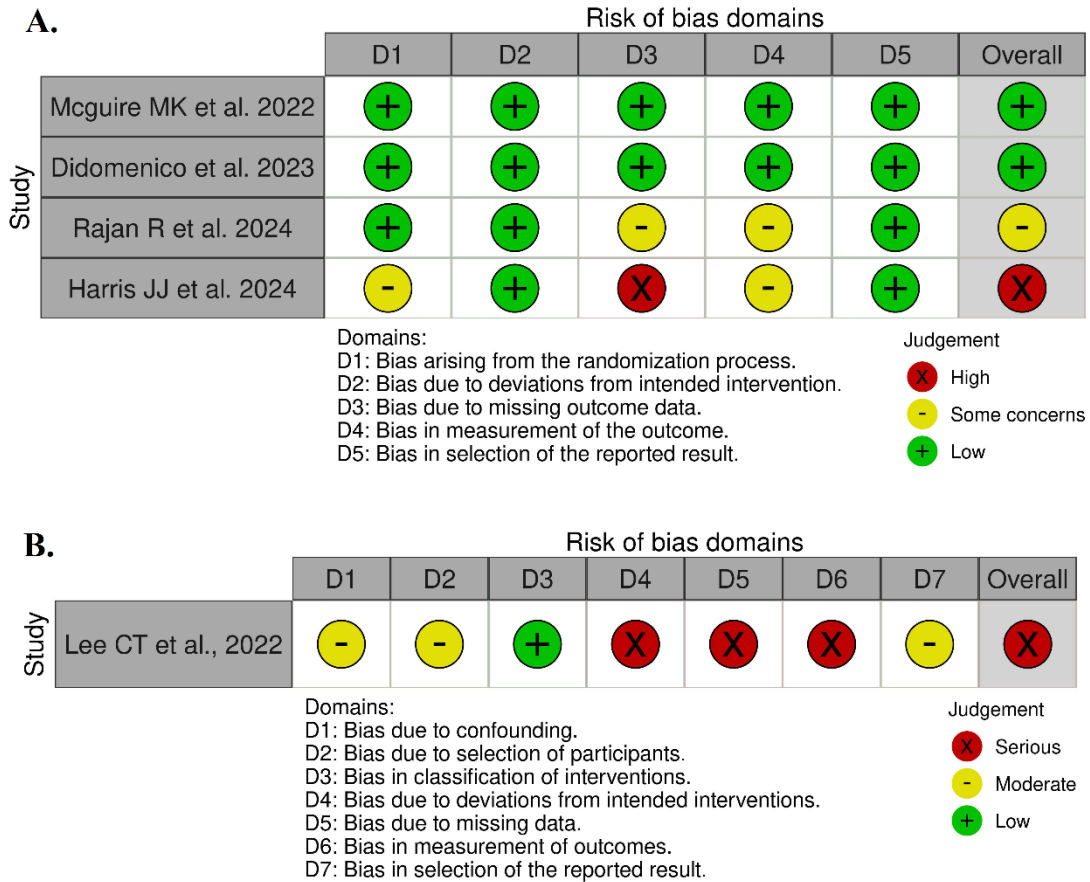 A.
Risk of bias domains
D1 D2 D3 D4 D5 Overall
Study
Mcguire MK et al. 2022 + + + + + +
Didomenico et al. 2023 + + + + + +
Rajan R et al. 2024 + + - - + -
Harris JJ et al. 2024 - + X - + X
Domains:
D1: Bias arising from the randomization process.
D2: Bias due to deviations from intended intervention.
D3: Bias due to missing outcome data.
D4: Bias in measurement of the outcome.
D5: Bias in selection of the reported result.
Judgement
X High
- Some concerns
+ Low
B.
Risk of bias domains
D1 D2 D3 D4 D5 D6 D7 Overall
Study
Lee CT et al., 2022 - - + X X X - X
Domains:
D1: Bias due to confounding.
D2: Bias due to selection of participants.
D3: Bias in classification of interventions.
D4: Bias due to deviations from intended interventions.
D5: Bias due to missing data.
D6: Bias in measurement of outcomes.
D7: Bias in selection of the reported result.
Judgement
X Serious
- Moderate
+ Low